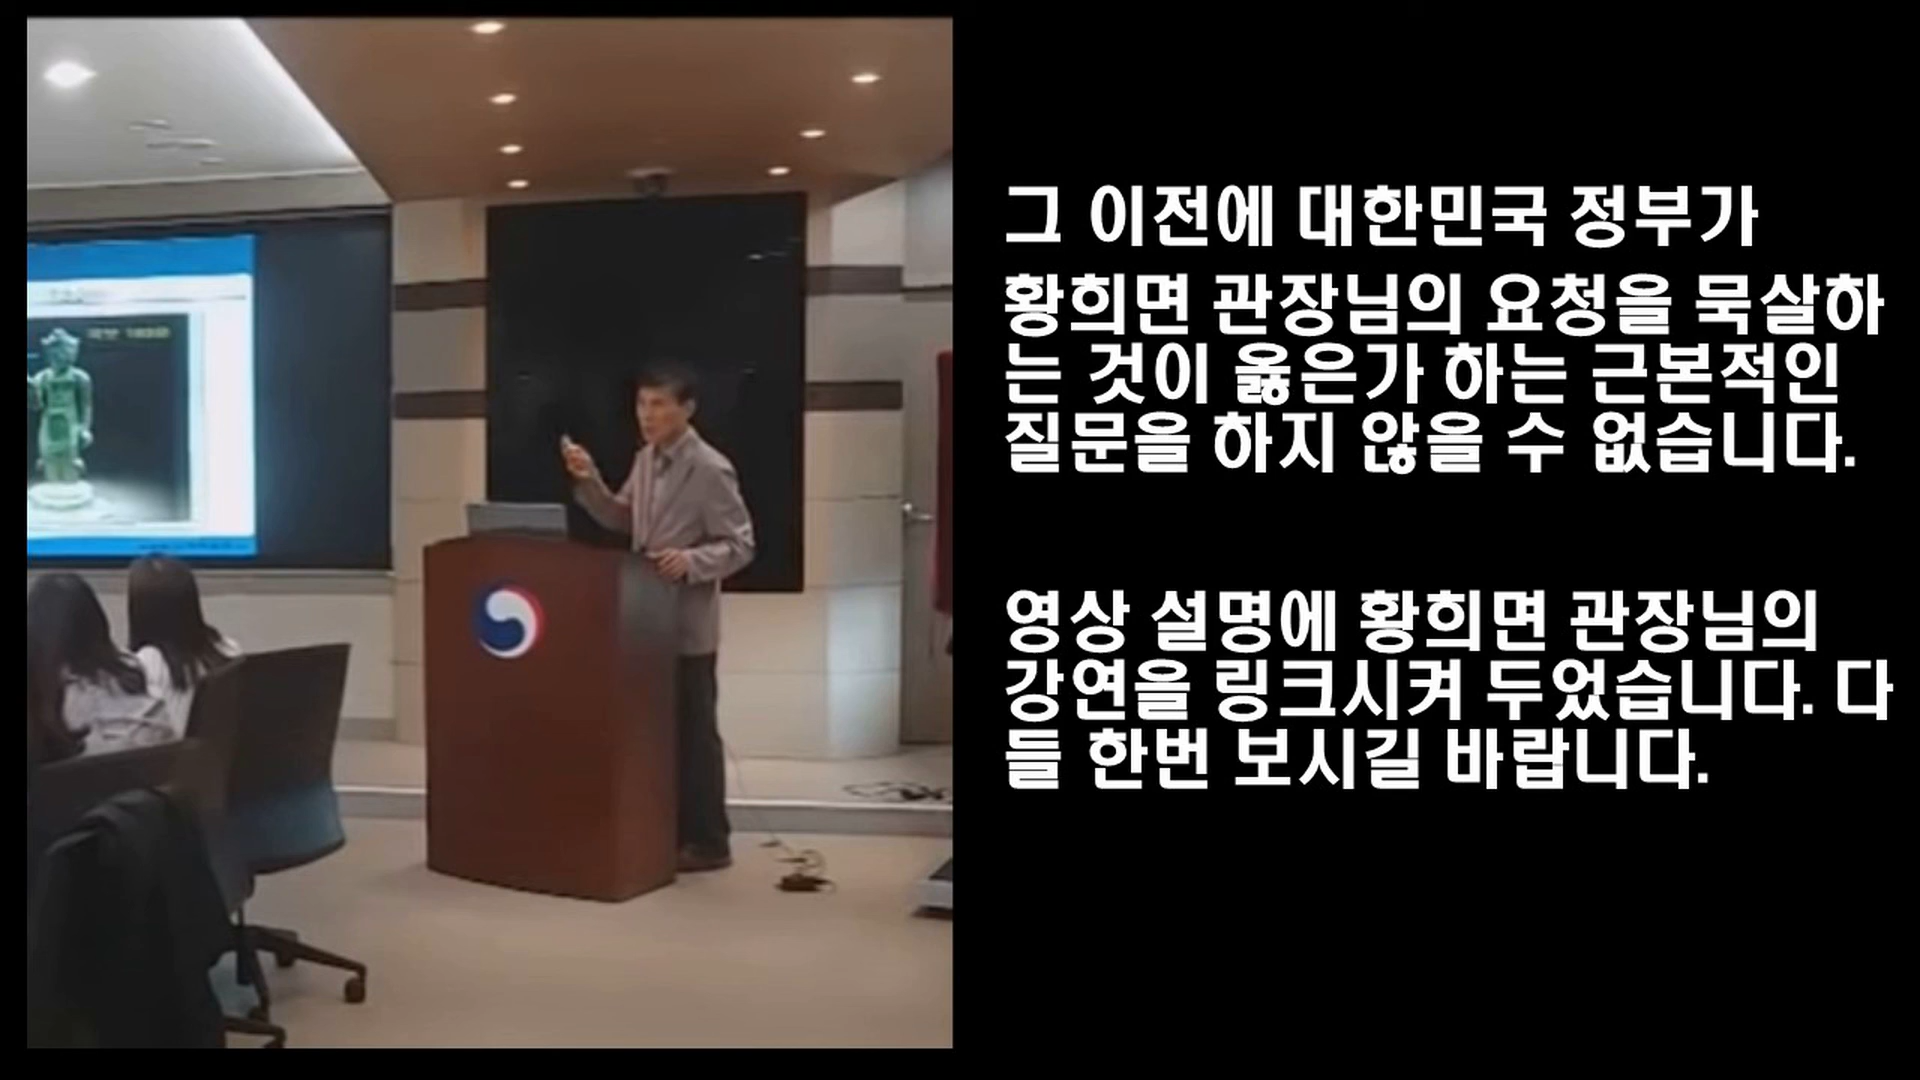 그 이전에 대한민국 정부가
황희면 관장님의 요청을 묵살하
는 것이 옳은가 하는 근본적인
질문을 하지 않을 수 없습니다.
영상 설명에 황희면 관장님의
강연을 링크시켜 두었습니다. 다
들 한번 보시길 바랍니다.